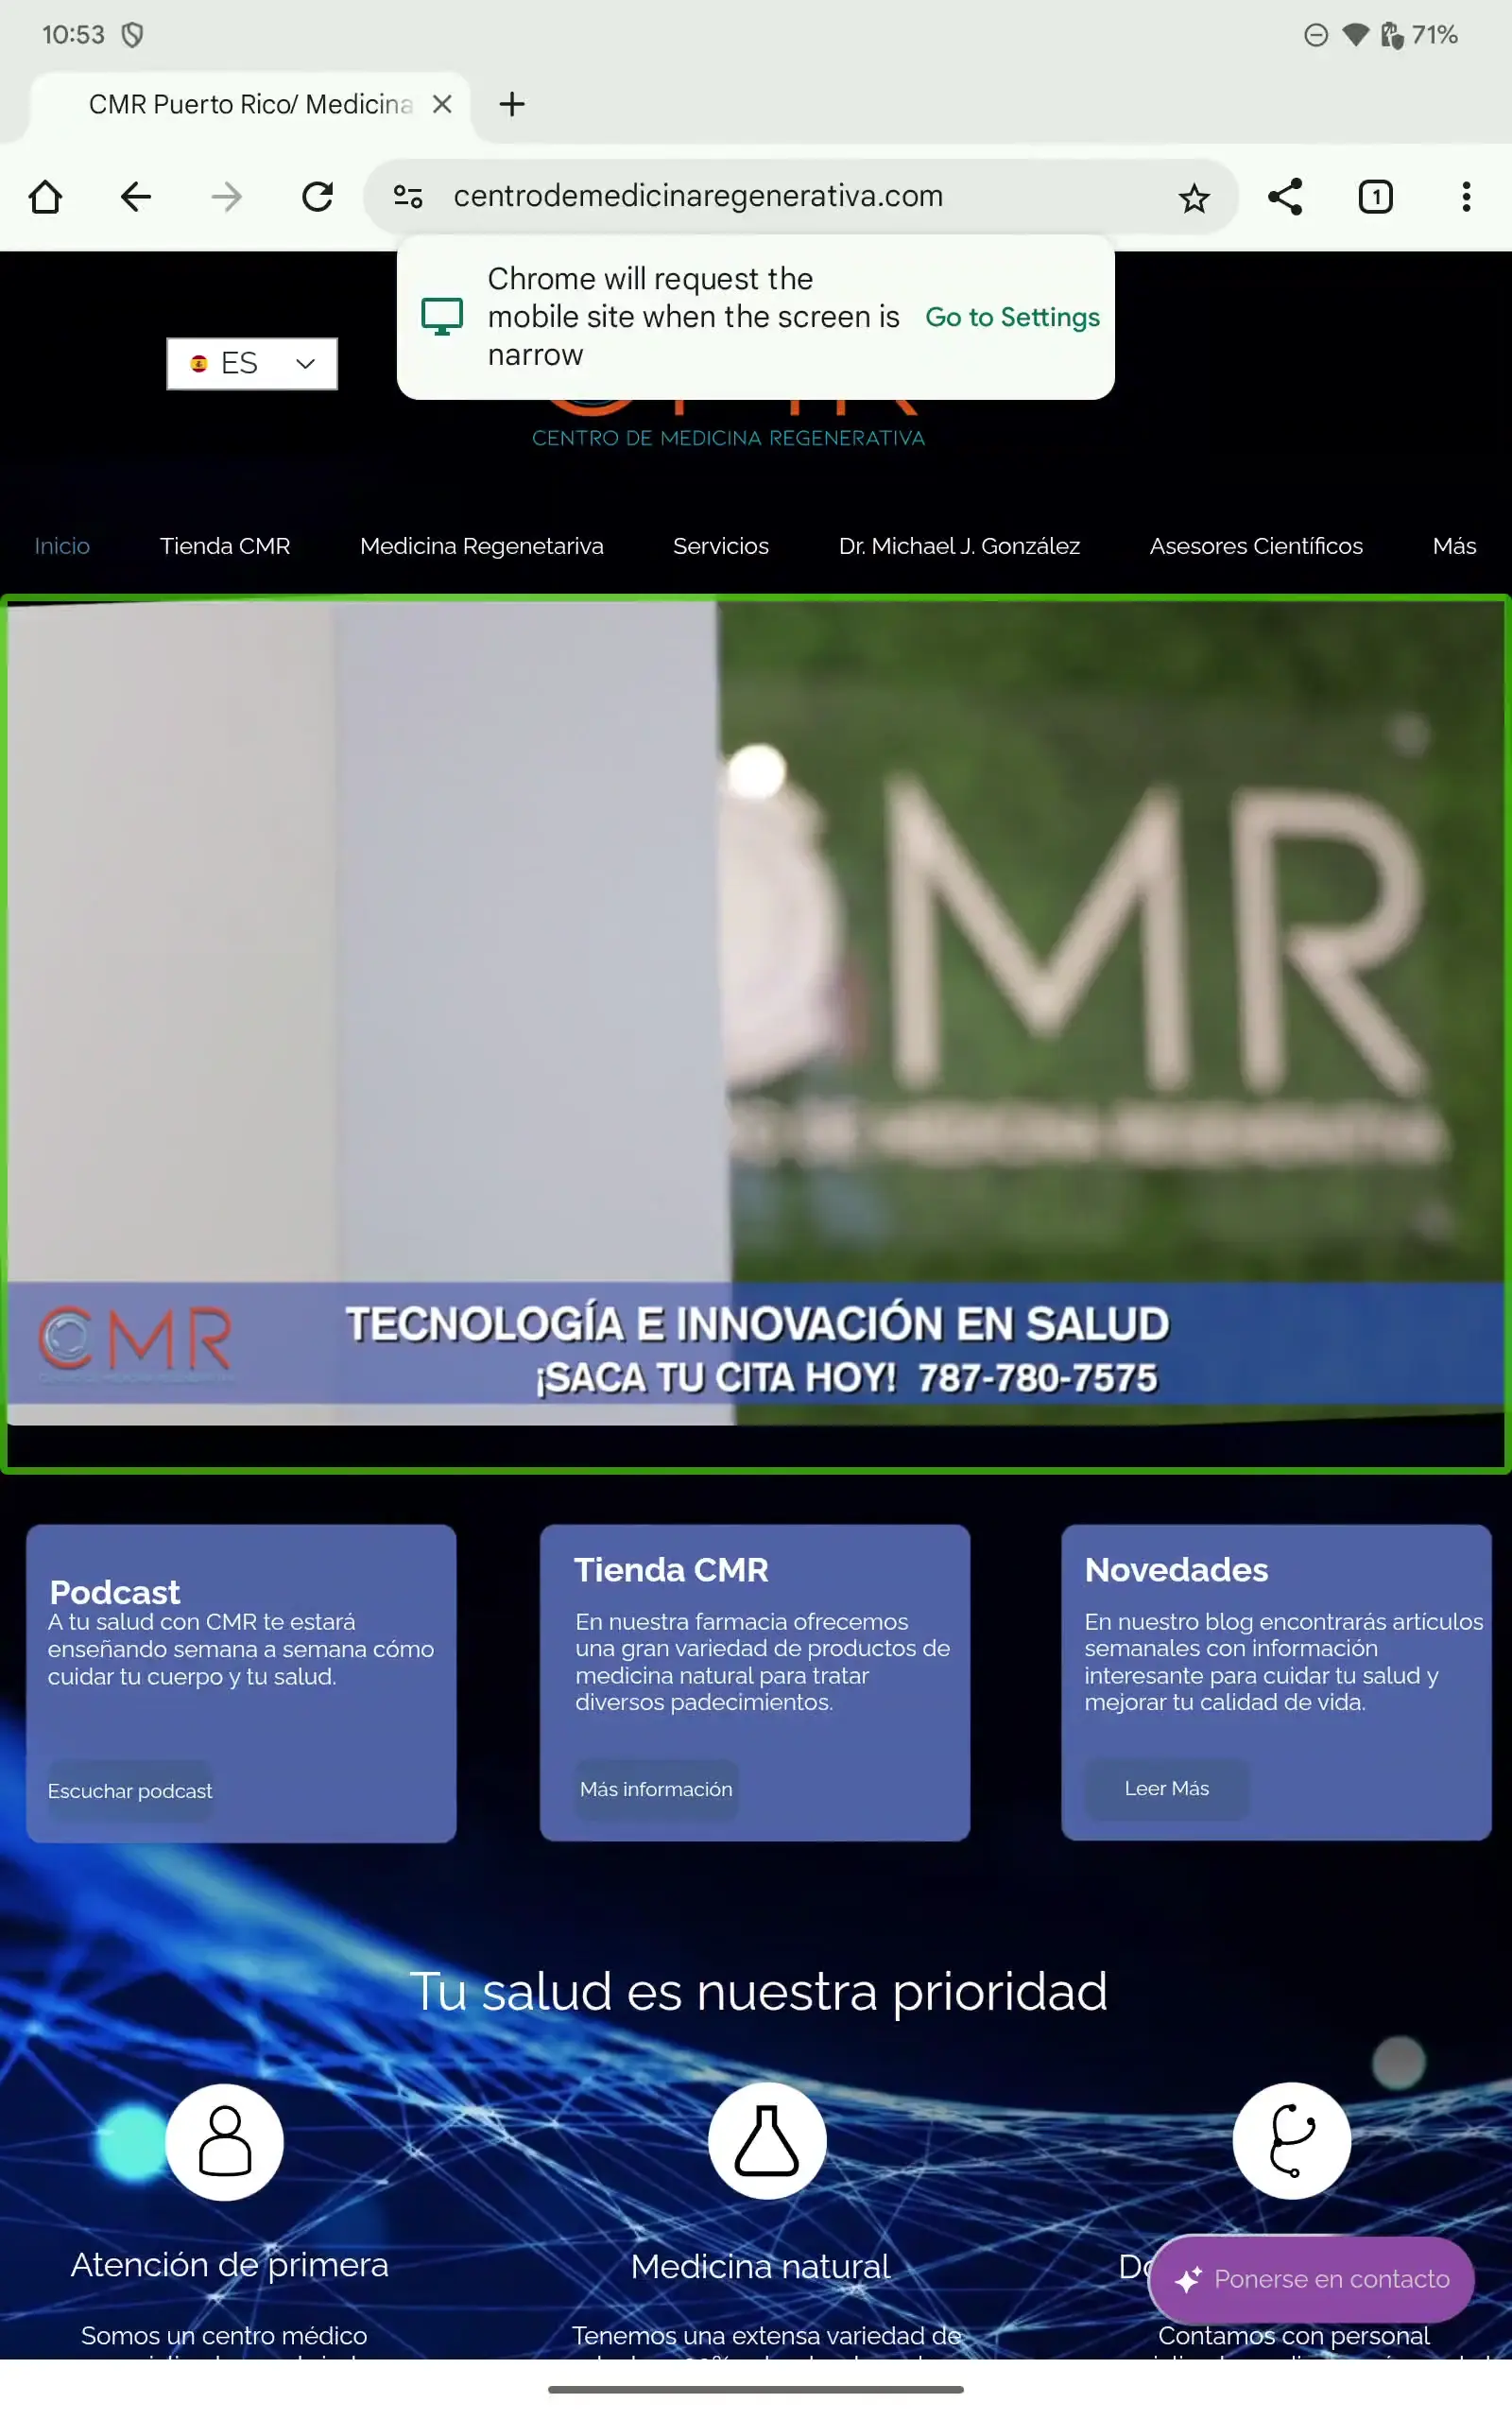 10:53
71%
CMR Puerto Rico/ Medicina
centrodemedicinaregenerativa.com
1
Chrome will request the
mobile site when the screen is
narrow
Go to Settings
ES
CENTRO DE MEDICINA REGENERATIVA
Inicio
Tienda CMR
Medicina Regenetariva
Servicios
Dr. Michael J. González
Asesores Científicos
Más
MR
CMR
TECNOLOGÍA E INNOVACIÓN EN SALUD
¡SACA TU CITA HOY! 787-780-7575
Podcast
A tu salud con CMR te estará
enseñando semana a semana cómo
cuidar tu cuerpo y tu salud.
Escuchar podcast
Tienda CMR
En nuestra farmacia ofrecemos
una gran variedad de productos de
medicina natural para tratar
diversos padecimientos.
Más información
Novedades
En nuestro blog encontrarás artículos
semanales con información
interesante para cuidar tu salud y
mejorar tu calidad de vida.
Leer Más
Tu salud es nuestra prioridad
Atención de primera
Somos un centro médico
Medicina natural
Tenemos una extensa variedad de
Ponerse en contacto
Contamos con personal